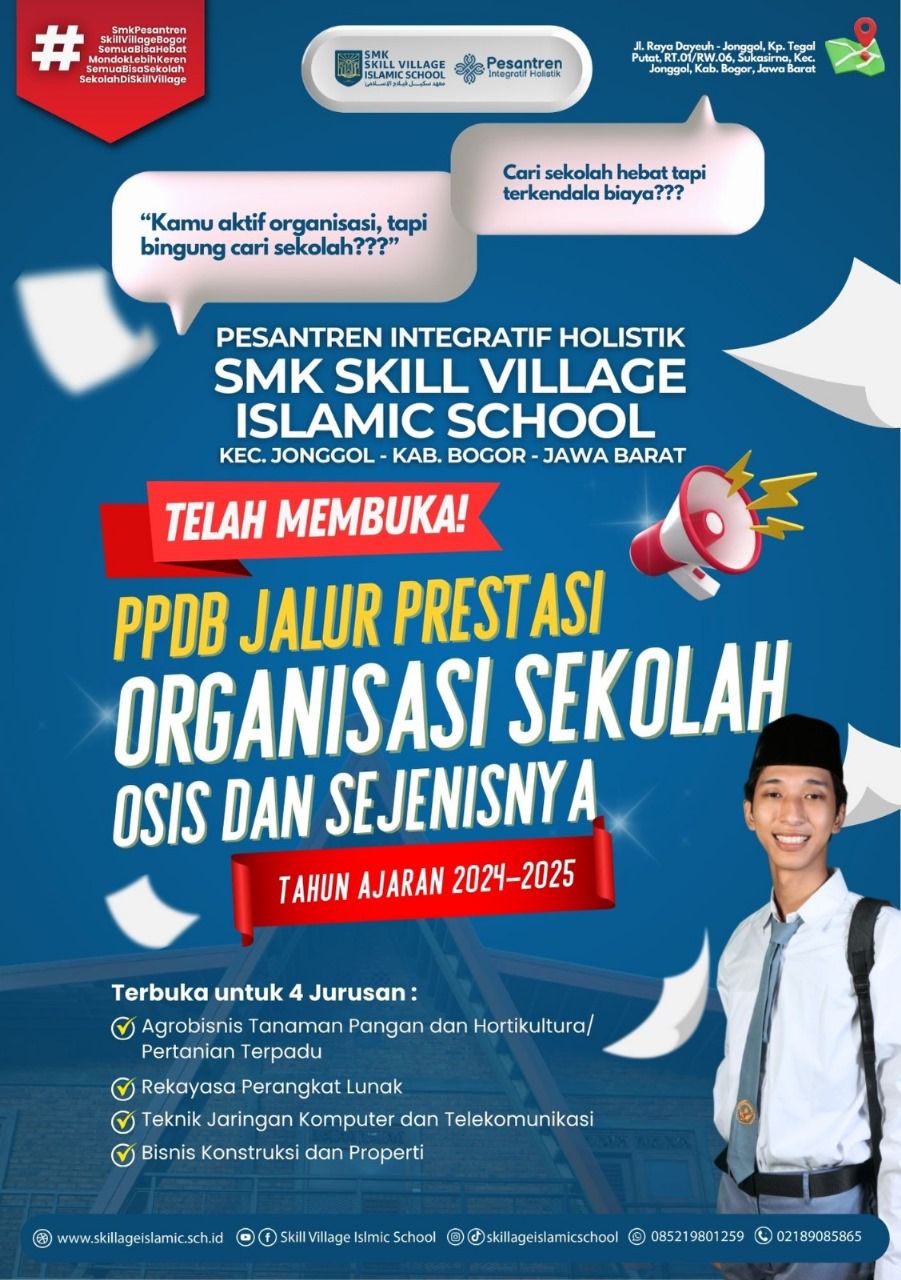 #
SmkPesantren
SkillVillageBogor
SemuaBisaHebat
MondokLebihKeren
SemuaBisaSekolah
SekolahDiSkillVillage
SMK
SKILL VILLAGE
ISLAMIC SCHOOL
Pesantren
Integratif Holistik
Jl. Raya Dayeuh - Jonggol, Kp. Tegal
Putat, RT.01/RW.06, Sukasirna, Kec.
Jonggol, Kab. Bogor, Jawa Barat
Cari sekolah hebat tapi
terkendala biaya???
“Kamu aktif organisasi, tapi
bingung cari sekolah???”
PESANTREN INTEGRATIF HOLISTIK
SMK SKILL VILLAGE
ISLAMIC SCHOOL
KEC. JONGGOL - KAB. BOGOR - JAWA BARAT
TELAH MEMBUKA!
PPDB JALUR PRESTASI
ORGANISASI SEKOLAH
OSIS DAN SEJENISNYA
TAHUN AJARAN 2024–2025
Terbuka untuk 4 Jurusan :
Agrobisnis Tanaman Pangan dan Hortikultura/
Pertanian Terpadu
Rekayasa Perangkat Lunak
Teknik Jaringan Komputer dan Telekomunikasi
Bisnis Konstruksi dan Properti
www.skillageislamic.sch.id
Skill Village Islmic School
skillageislamicschool
085219801259
02189085865